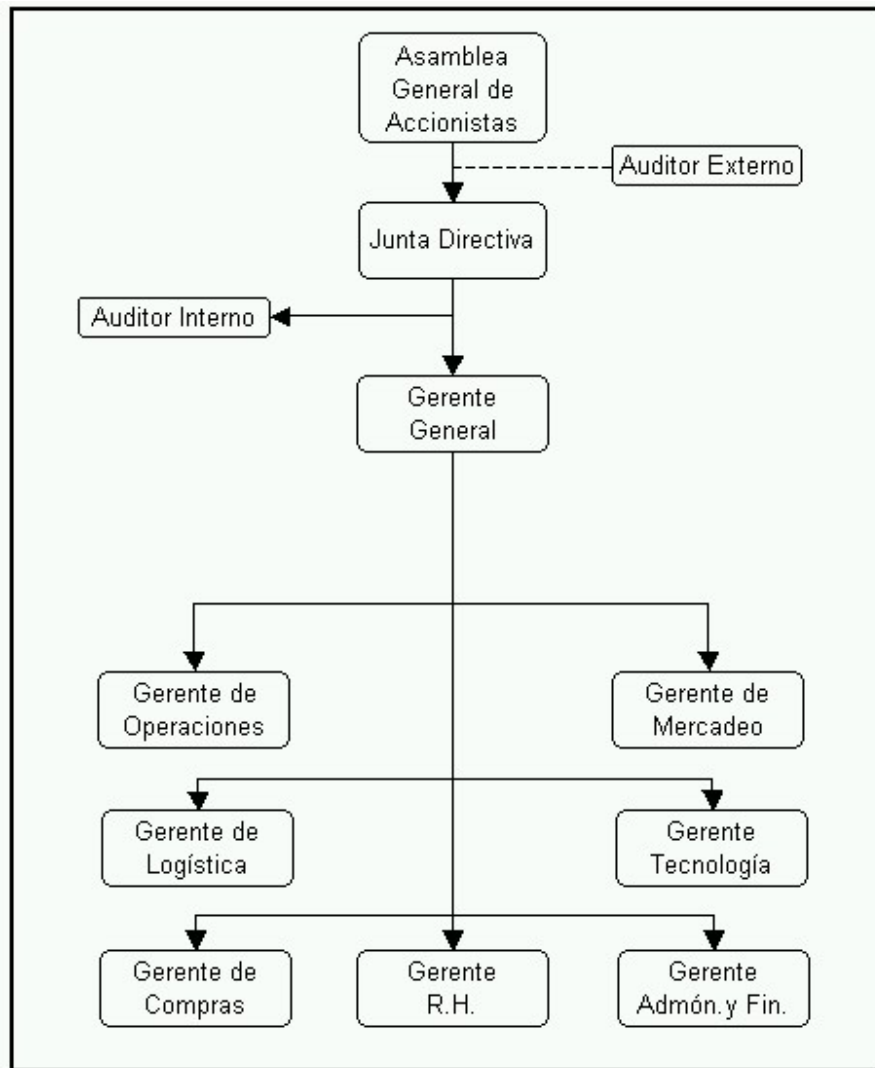 Asamblea
General de
Accionistas
Auditor Externo
Junta Directiva
Auditor Interno
Gerente
General
Gerente de
Operaciones
Gerente de
Mercadeo
Gerente de
Logística
Gerente
Tecnología
Gerente de
Compras
Gerente
R.H.
Gerente
Admón.y Fin.